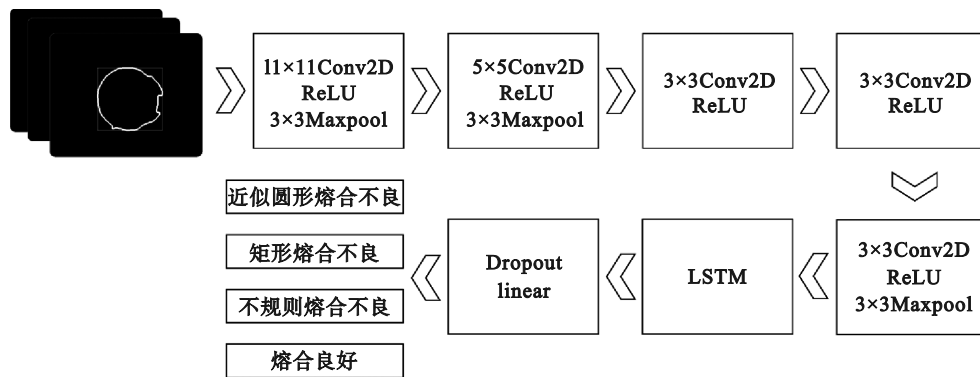 11×11Conv2D
ReLU
3×3Maxpool
5×5Conv2D
ReLU
3×3Maxpool
3×3Conv2D
ReLU
3×3Conv2D
ReLU
3×3Conv2D
ReLU
3×3Maxpool
LSTM
Dropout
linear
近似圆形熔合不良
矩形熔合不良
不规则熔合不良
熔合良好